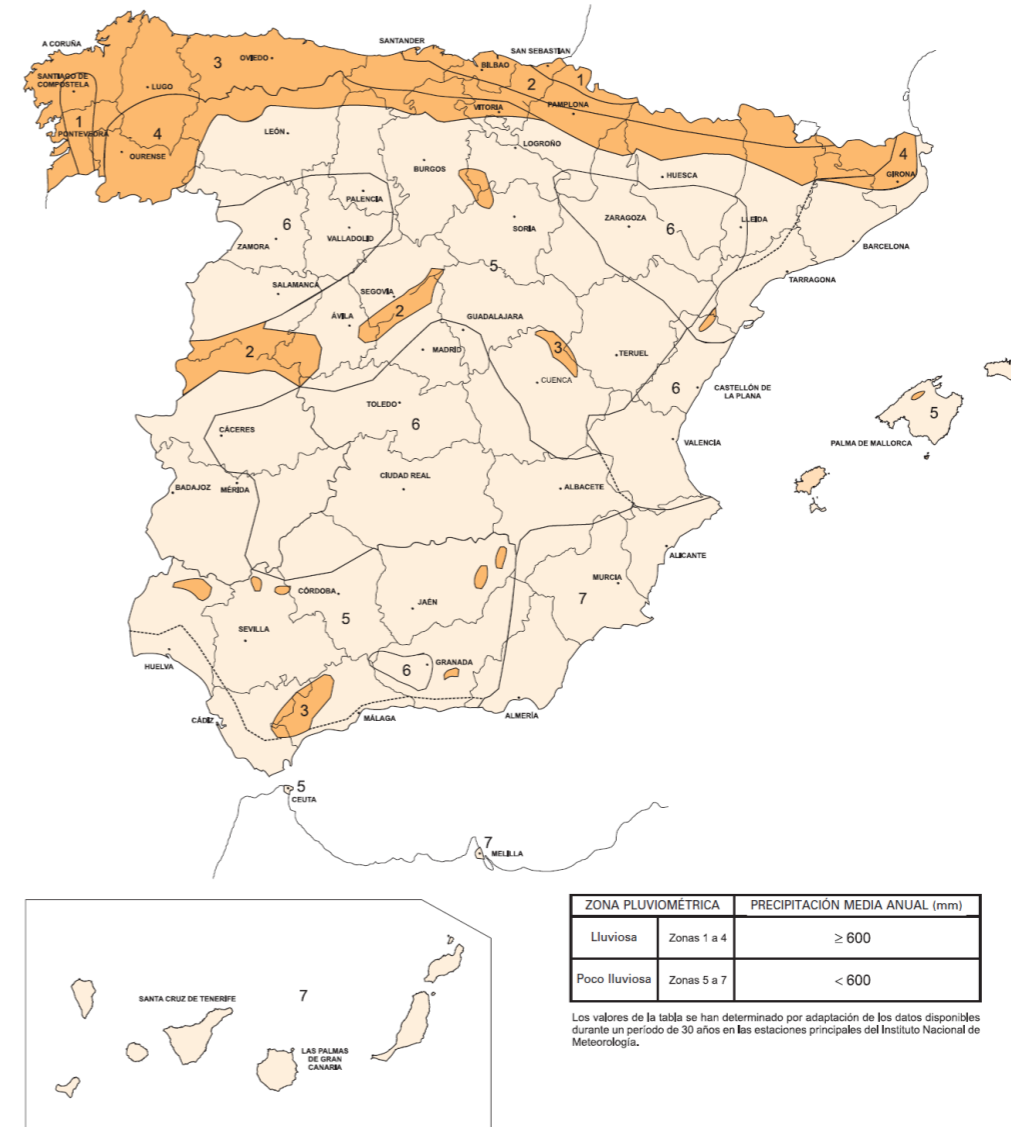 SANTANDER
A CORUÑA
SAN SEBASTIÁN
3
OVIEDO
BILBAO
1
SANTIAGO DE
COMPOSTELA
LUGO
2
VITORIA
PAMPLONA
1
PONTEVEDRA
4
LEÓN
OURENSE
LOGROÑO
4
BURGOS
HUESCA
GIRONA
PALENCIA
6
ZARAGOZA
LLEIDA
SORIA
6
VALLADOLID
ZAMORA
BARCELONA
5
TARRAGONA
SALAMANCA
SEGOVIA
2
ÁVILA
GUADALAJARA
2
MADRID
3
TERUEL
CUENCA
6
CASTELLÓN DE
LA PLANA
TOLEDO
6
5
CÁCERES
VALENCIA
PALMA DE MALLORCA
CIUDAD REAL
BADAJOZ
MÉRIDA
ALBACETE
ALICANTE
MURCIA
CÓRDOBA
7
JAÉN
5
SEVILLA
HUELVA
6
GRANADA
3
CÁDIZ
MÁLAGA
ALMERÍA
5
CEUTA
7
MELILLA
ZONA PLUVIOMÉTRICA PRECIPITACIÓN MEDIA ANUAL (mm)
Lluviosa Zonas 1 a 4 ≥ 600
Poco lluviosa Zonas 5 a 7 < 600
Los valores de la tabla se han determinado por adaptación de los datos disponibles
durante un período de 30 años en las estaciones principales del Instituto Nacional de
Meteorología.
SANTA CRUZ DE TENERIFE
7
LAS PALMAS
DE GRAN
CANARIA